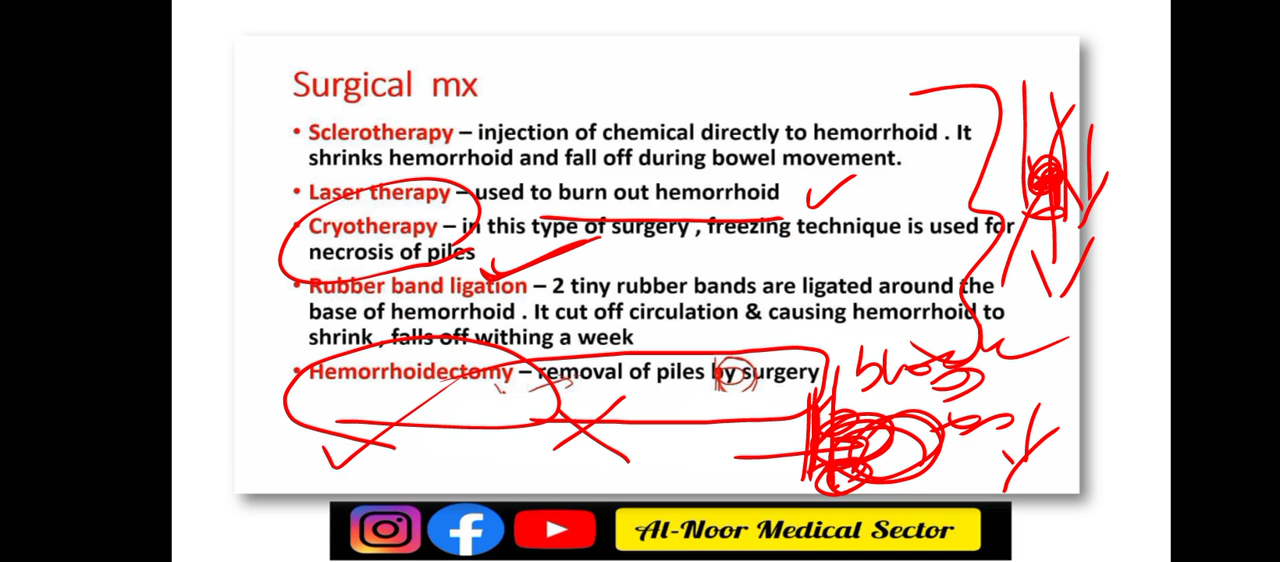 Surgical mx
• Sclerotherapy – injection of chemical directly to hemorrhoid . It
shrinks hemorrhoid and fall off during bowel movement.
• Laser therapy – used to burn out hemorrhoid
• Cryotherapy – in this type of surgery , freezing technique is used for
necrosis of piles
• Rubber band ligation – 2 tiny rubber bands are ligated around the
base of hemorrhoid . It cut off circulation & causing hemorrhoid to
shrink , falls off withing a week
• Hemorrhoidectomy – removal of piles by surgery
Al-Noor Medical Sector